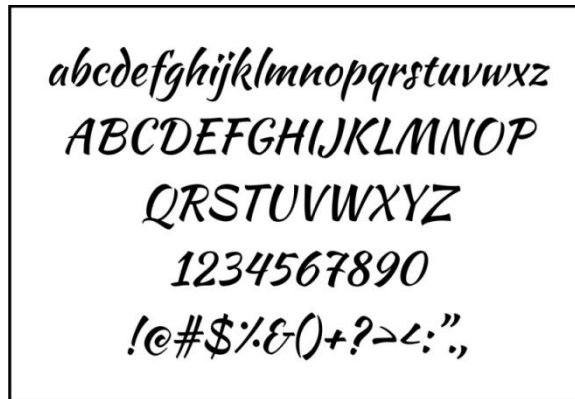 abcdefghijklmnopqrstuvwxz
ABCDEFGHIJKLMNOP
QRSTUVWXYZ
1234567890
!@#$%&()+?><:”.,